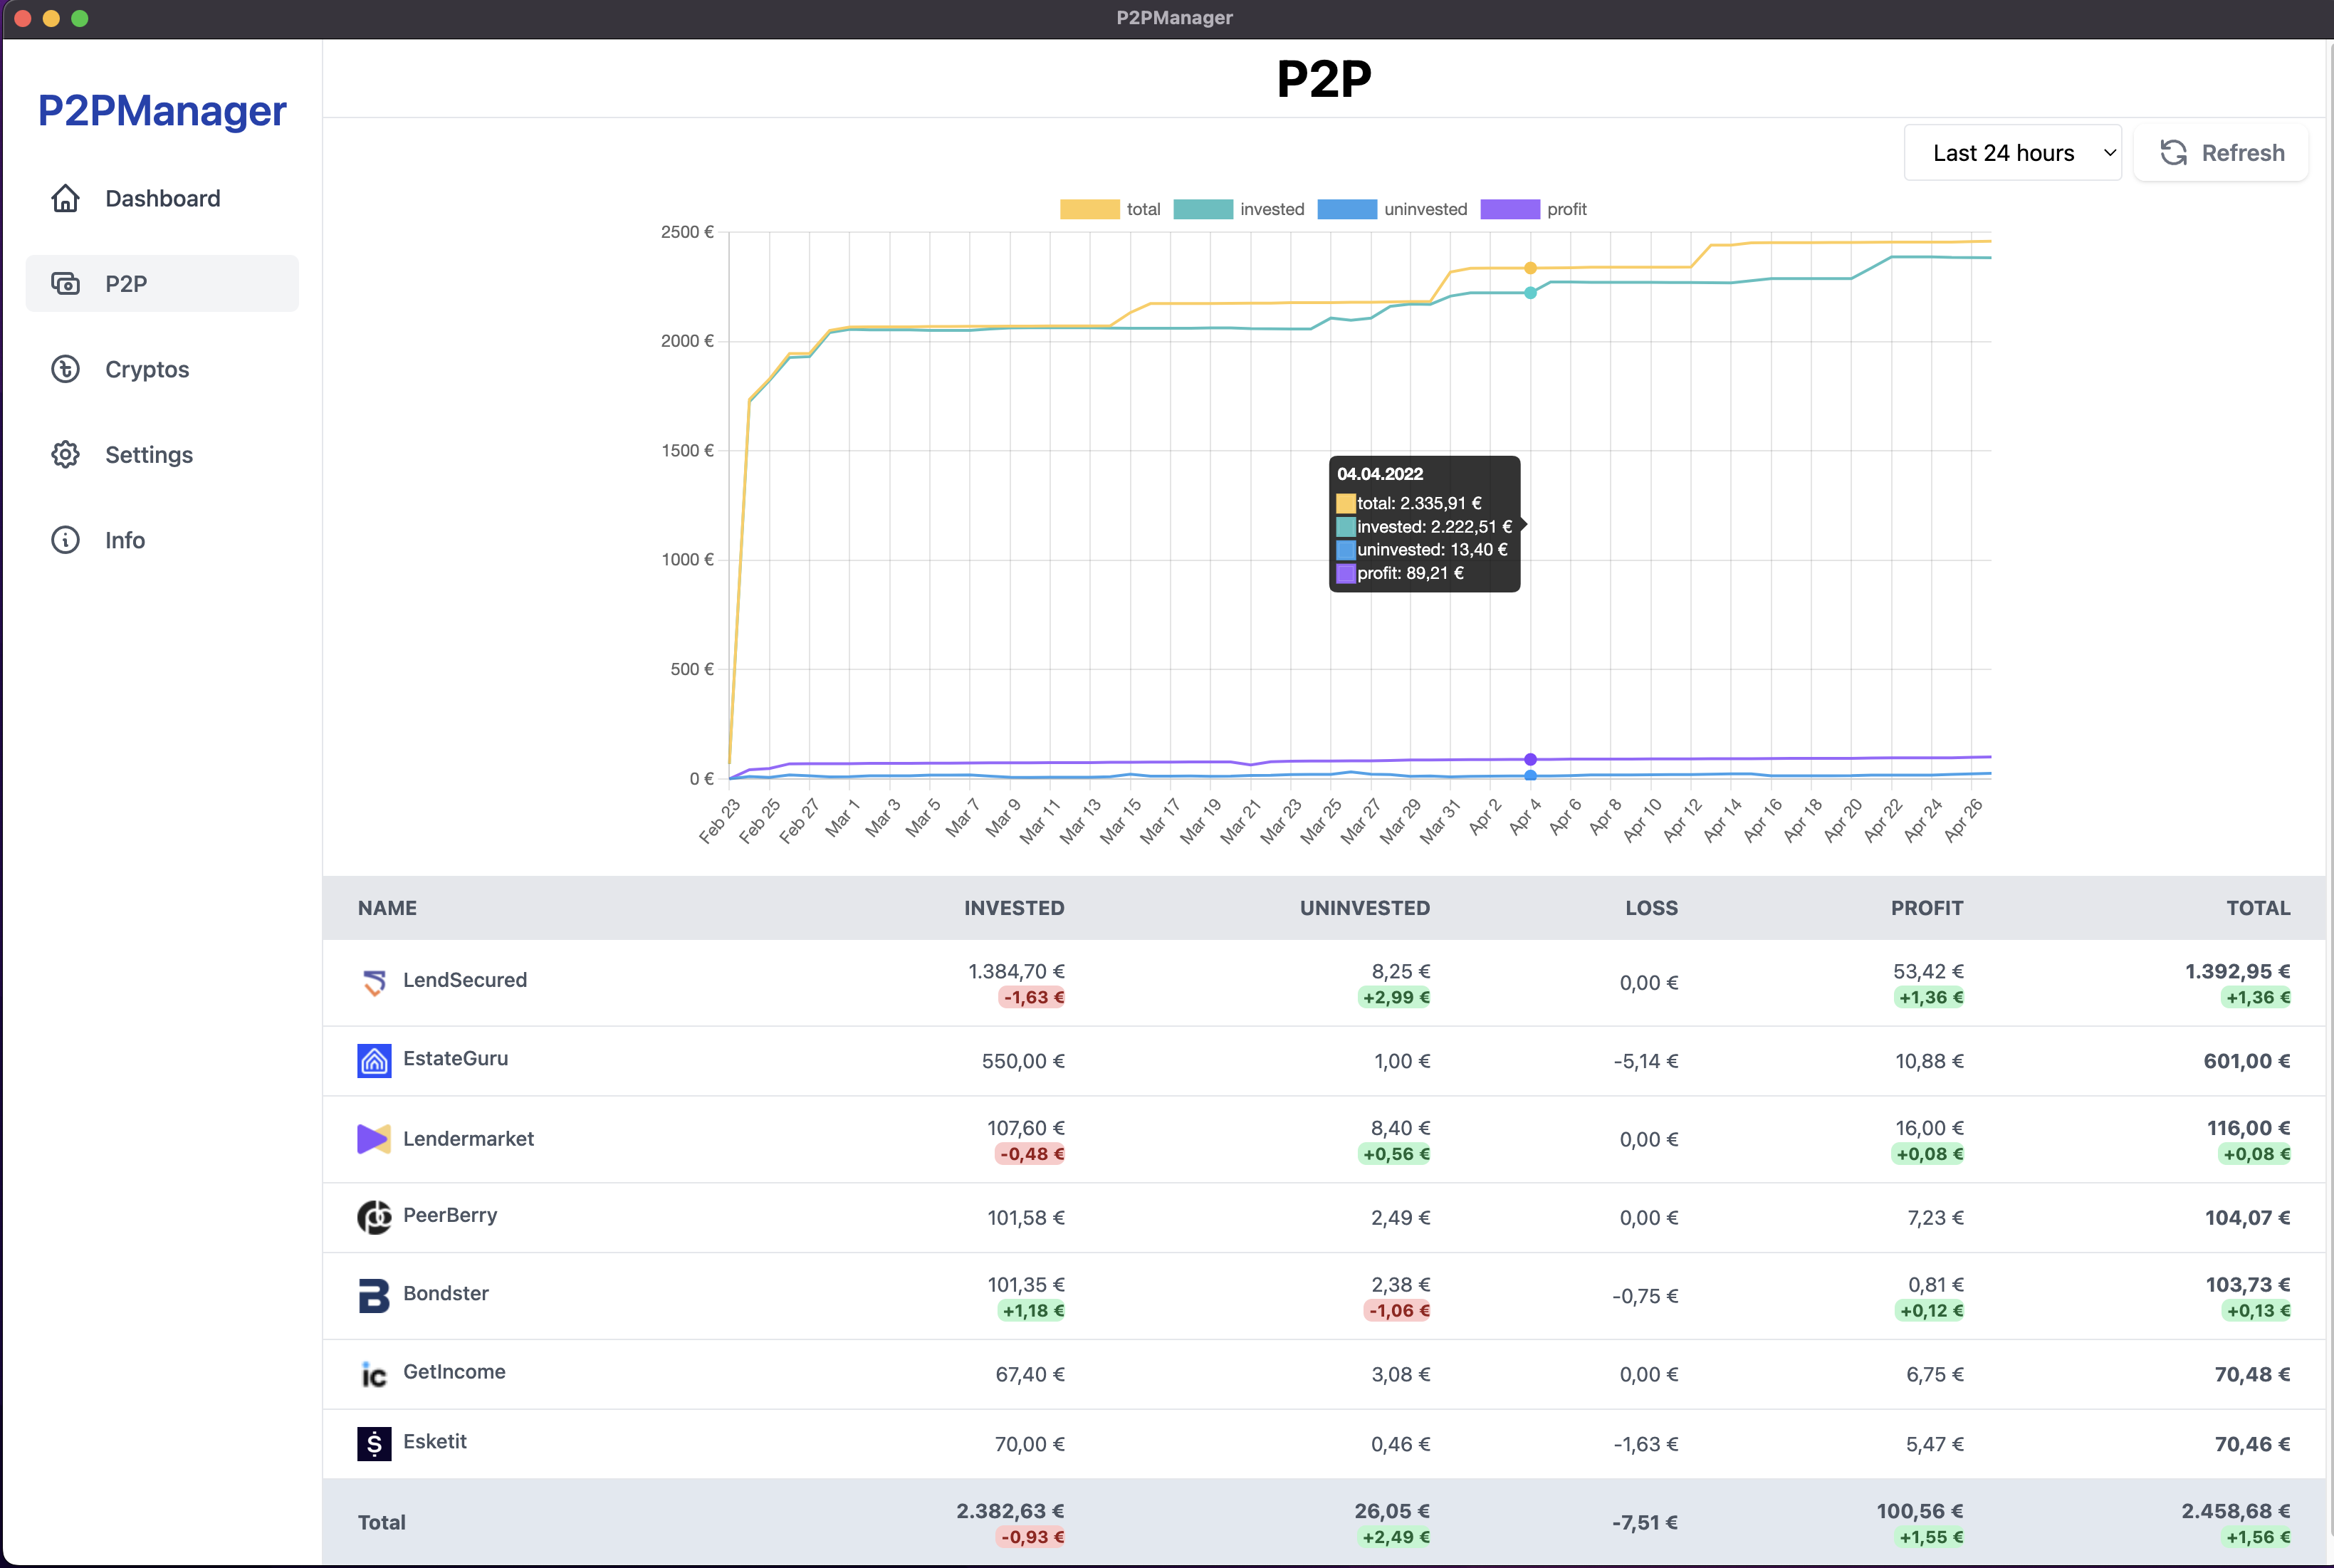 P2PManager
P2PManager
Dashboard
P2P
Cryptos
Settings
Info
P2P
Last 24 hours
Refresh
total invested uninvested profit
2500 €
2000 €
1500 €
1000 €
500 €
0 €
04.04.2022
total: 2.335,91 €
invested: 2.222,51 €
uninvested: 13,40 €
profit: 89,21 €
Feb 23 Feb 25 Feb 27 Mar 1 Mar 3 Mar 5 Mar 7 Mar 9 Mar 11 Mar 13 Mar 15 Mar 17 Mar 19 Mar 21 Mar 23 Mar 25 Mar 27 Mar 29 Mar 31 Apr 2 Apr 4 Apr 6 Apr 8 Apr 10 Apr 12 Apr 14 Apr 16 Apr 18 Apr 20 Apr 22 Apr 24 Apr 26
NAME INVESTED UNINVESTED LOSS PROFIT TOTAL
LendSecured 1.384,70 € 8,25 € 0,00 € 53,42 € 1.392,95 €
-1,63 € +2,99 € +1,36 € +1,36 €
EstateGuru 550,00 € 1,00 € -5,14 € 10,88 € 601,00 €
Lendermarket 107,60 € 8,40 € 0,00 € 16,00 € 116,00 €
-0,48 € +0,56 € +0,08 € +0,08 €
PeerBerry 101,58 € 2,49 € 0,00 € 7,23 € 104,07 €
B Bondster 101,35 € 2,38 € -0,75 € 0,81 € 103,73 €
+1,18 € -1,06 € +0,12 € +0,13 €
ic GetIncome 67,40 € 3,08 € 0,00 € 6,75 € 70,48 €
Esketit 70,00 € 0,46 € -1,63 € 5,47 € 70,46 €
Total 2.382,63 € 26,05 € -7,51 € 100,56 € 2.458,68 €
-0,93 € +2,49 € +1,55 € +1,56 €